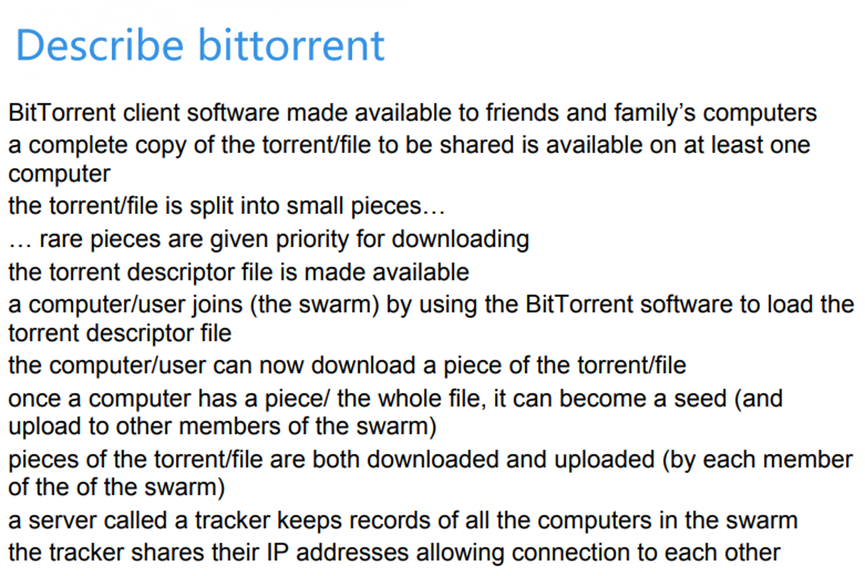 Describe bittorrent
BitTorrent client software made available to friends and family’s computers
a complete copy of the torrent/file to be shared is available on at least one
computer
the torrent/file is split into small pieces…
… rare pieces are given priority for downloading
the torrent descriptor file is made available
a computer/user joins (the swarm) by using the BitTorrent software to load the
torrent descriptor file
the computer/user can now download a piece of the torrent/file
once a computer has a piece/ the whole file, it can become a seed (and
upload to other members of the swarm)
pieces of the torrent/file are both downloaded and uploaded (by each member
of the of the swarm)
a server called a tracker keeps records of all the computers in the swarm
the tracker shares their IP addresses allowing connection to each other